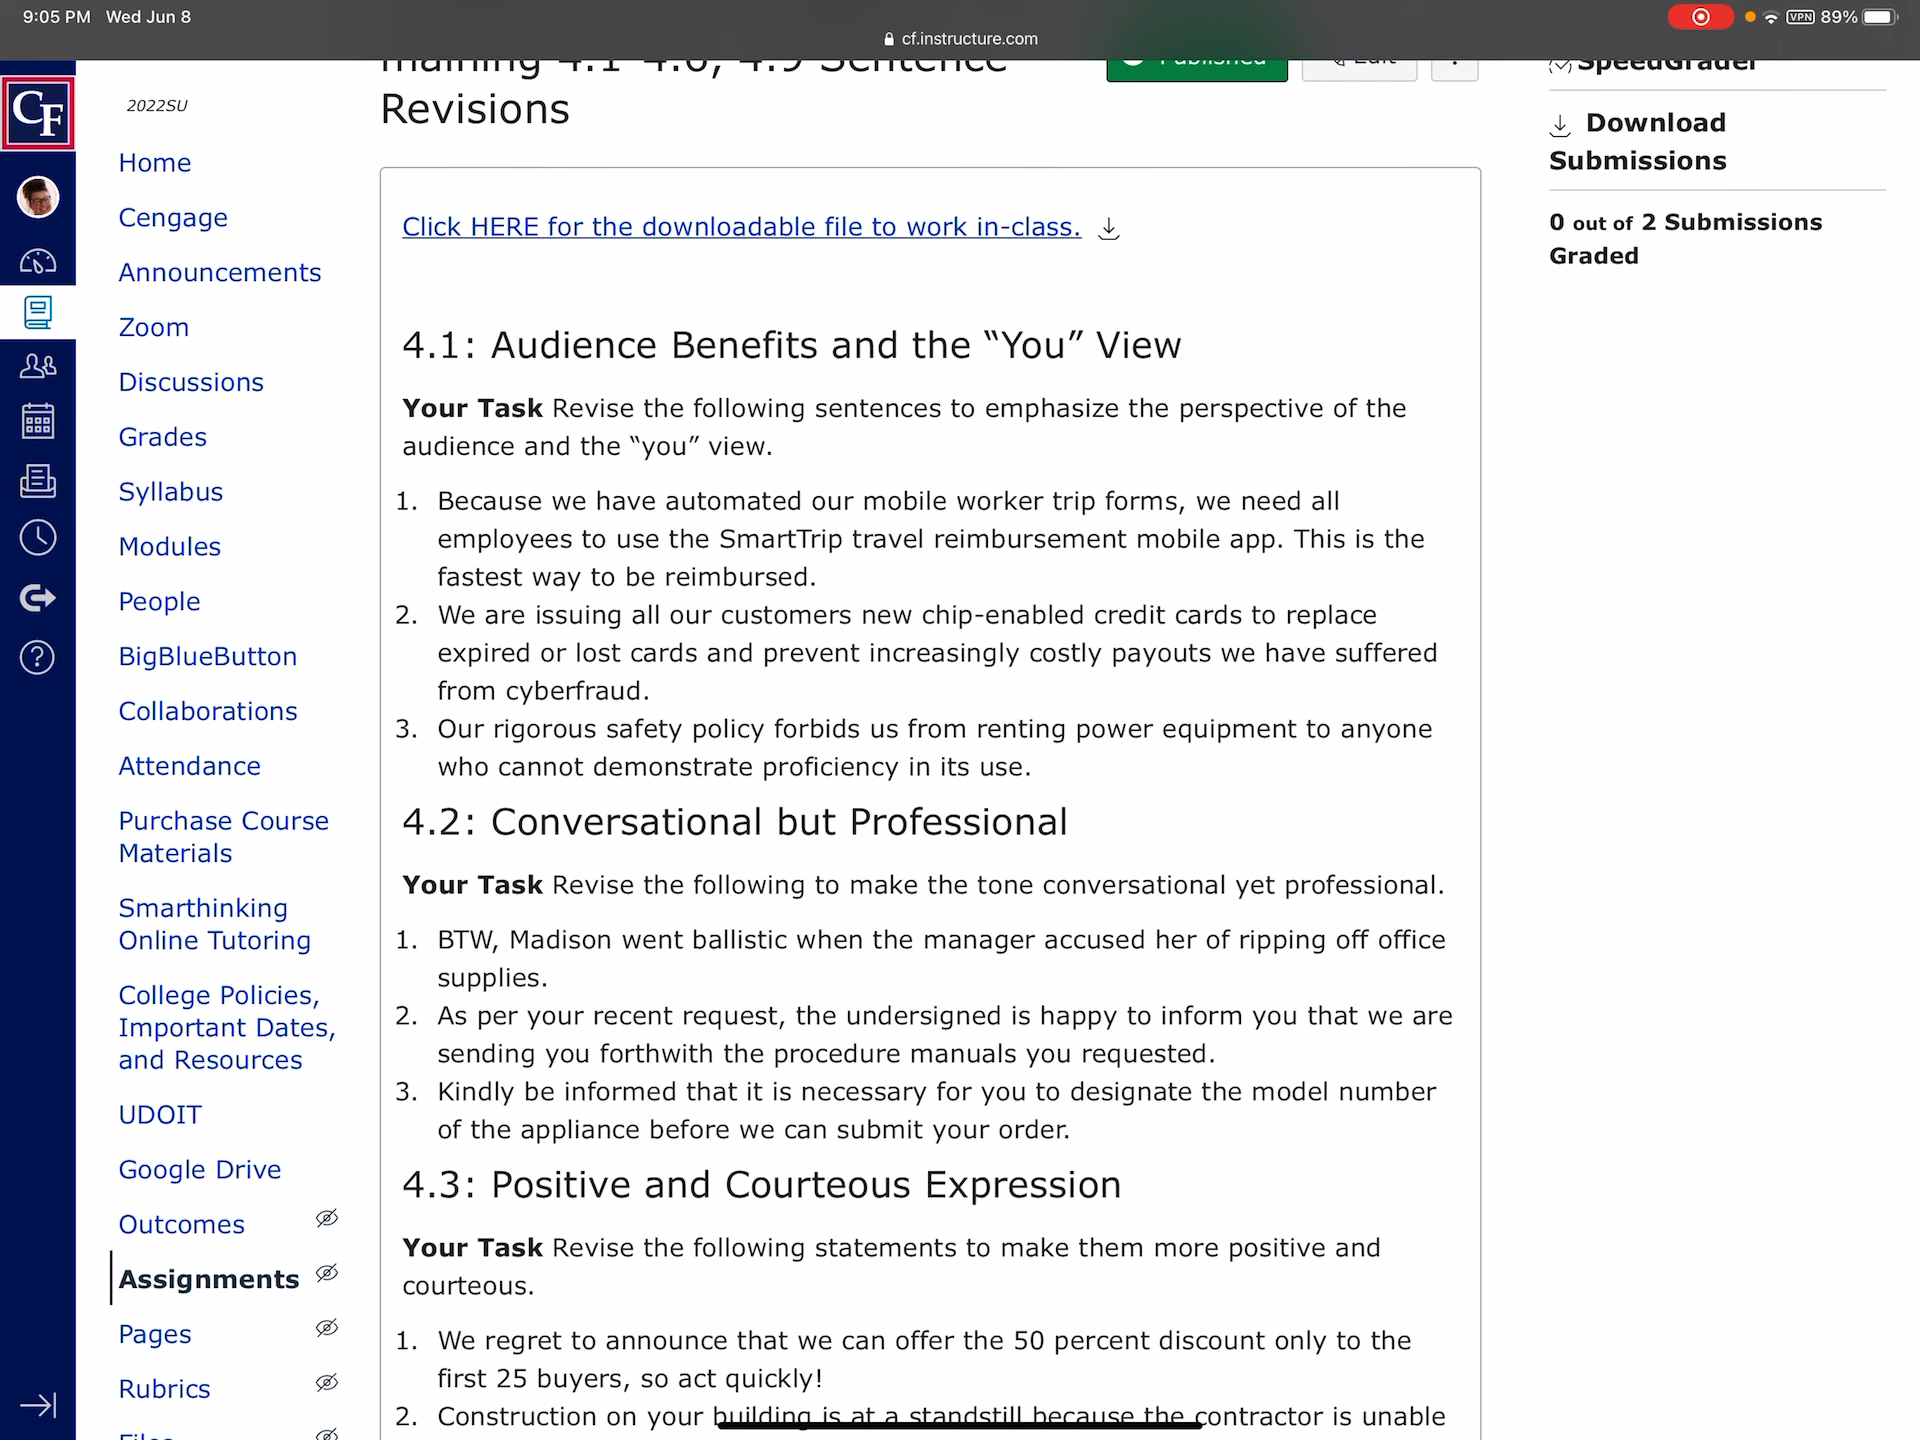 9:05 PM Wed Jun 8
VPN 89%
cf.instructure.com
CF
2022SU
Home
Cengage
Announcements
Zoom
Discussions
Grades
Syllabus
Modules
People
BigBlueButton
Collaborations
Attendance
Purchase Course
Materials
Smarthinking
Online Tutoring
College Policies,
Important Dates,
and Resources
UDOIT
Google Drive
Outcomes
Assignments
Pages
Rubrics
Files
Sentence
Revisions
Published
Edit
Click HERE for the downloadable file to work in-class.
4.1: Audience Benefits and the “You” View
Your Task Revise the following sentences to emphasize the perspective of the
audience and the “you” view.
1. Because we have automated our mobile worker trip forms, we need all
employees to use the SmartTrip travel reimbursement mobile app. This is the
fastest way to be reimbursed.
2. We are issuing all our customers new chip-enabled credit cards to replace
expired or lost cards and prevent increasingly costly payouts we have suffered
from cyberfraud.
3. Our rigorous safety policy forbids us from renting power equipment to anyone
who cannot demonstrate proficiency in its use.
4.2: Conversational but Professional
Your Task Revise the following to make the tone conversational yet professional.
1. BTW, Madison went ballistic when the manager accused her of ripping off office
supplies.
2. As per your recent request, the undersigned is happy to inform you that we are
sending you forthwith the procedure manuals you requested.
3. Kindly be informed that it is necessary for you to designate the model number
of the appliance before we can submit your order.
4.3: Positive and Courteous Expression
Your Task Revise the following statements to make them more positive and
courteous.
1. We regret to announce that we can offer the 50 percent discount only to the
first 25 buyers, so act quickly!
2. Construction on your building is at a standstill because the contractor is unable
SpeedGrader
Download
Submissions
0 out of 2 Submissions
Graded